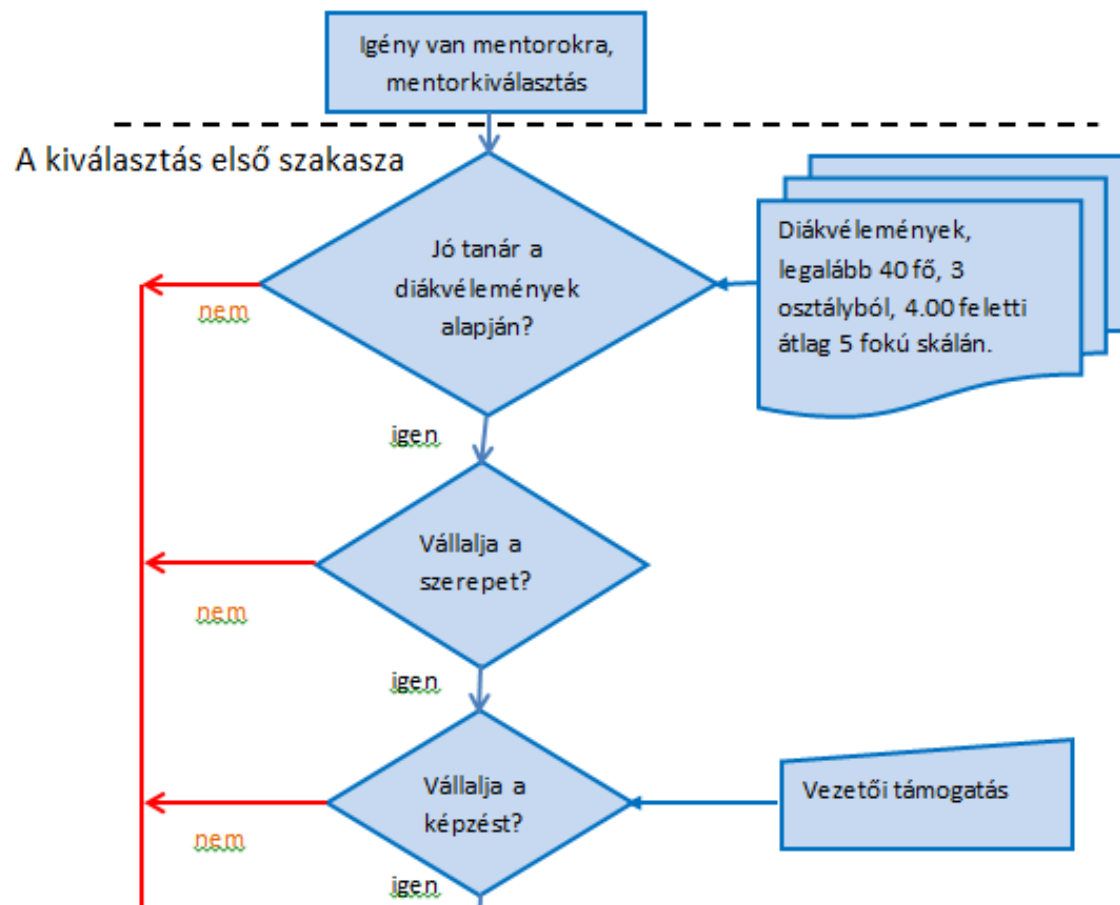 Igény van mentorokra,
mentorkiválasztás
A kiválasztás első szakasza
Jó tanár a
diákvélemények
alapján?
Diákvélemények,
legalább 40 fő, 3
osztályból, 4.00 feletti
átlag 5 fokú skálán.
nem
igen
Vállalja a
szerepet?
nem
igen
Vállalja a
képzést?
Vezetői támogatás
nem
igen